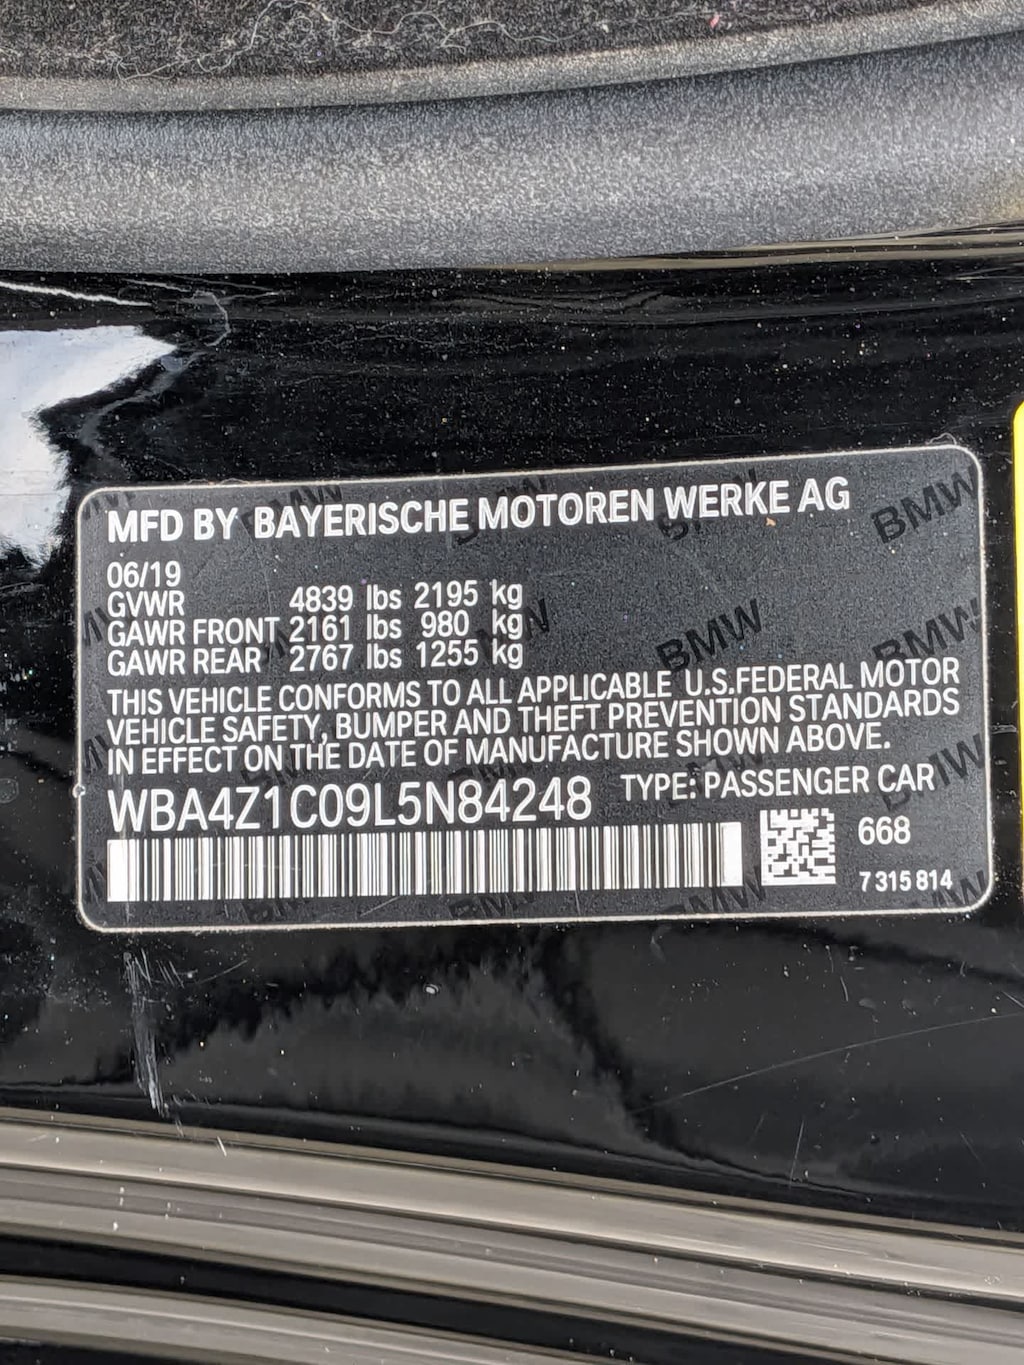 MFD BY BAYERISCHE MOTOREN WERKE AG
06/19
GVWR 4839 lbs 2195 kg
GAWR FRONT 2161 lbs 980 kg
GAWR REAR 2767 lbs 1255 kg
THIS VEHICLE CONFORMS TO ALL APPLICABLE U.S.FEDERAL MOTOR
VEHICLE SAFETY, BUMPER AND THEFT PREVENTION STANDARDS
IN EFFECT ON THE DATE OF MANUFACTURE SHOWN ABOVE.
WBA4Z1C09L5N84248 TYPE: PASSENGER CAR
668
7 315 814